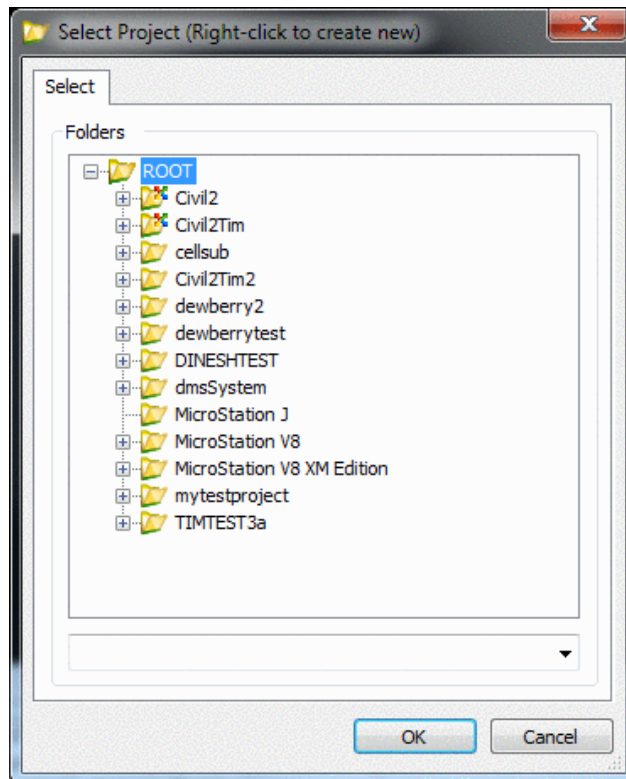 Select Project (Right-click to create new)
Select
Folders
ROOT
Civil2
Civil2Tim
cellsub
Civil2Tim2
dewberry2
dewberrytest
DINESHTEST
dmsSystem
MicroStation J
MicroStation V8
MicroStation V8 XM Edition
mytestproject
TIMTEST3a
OK Cancel